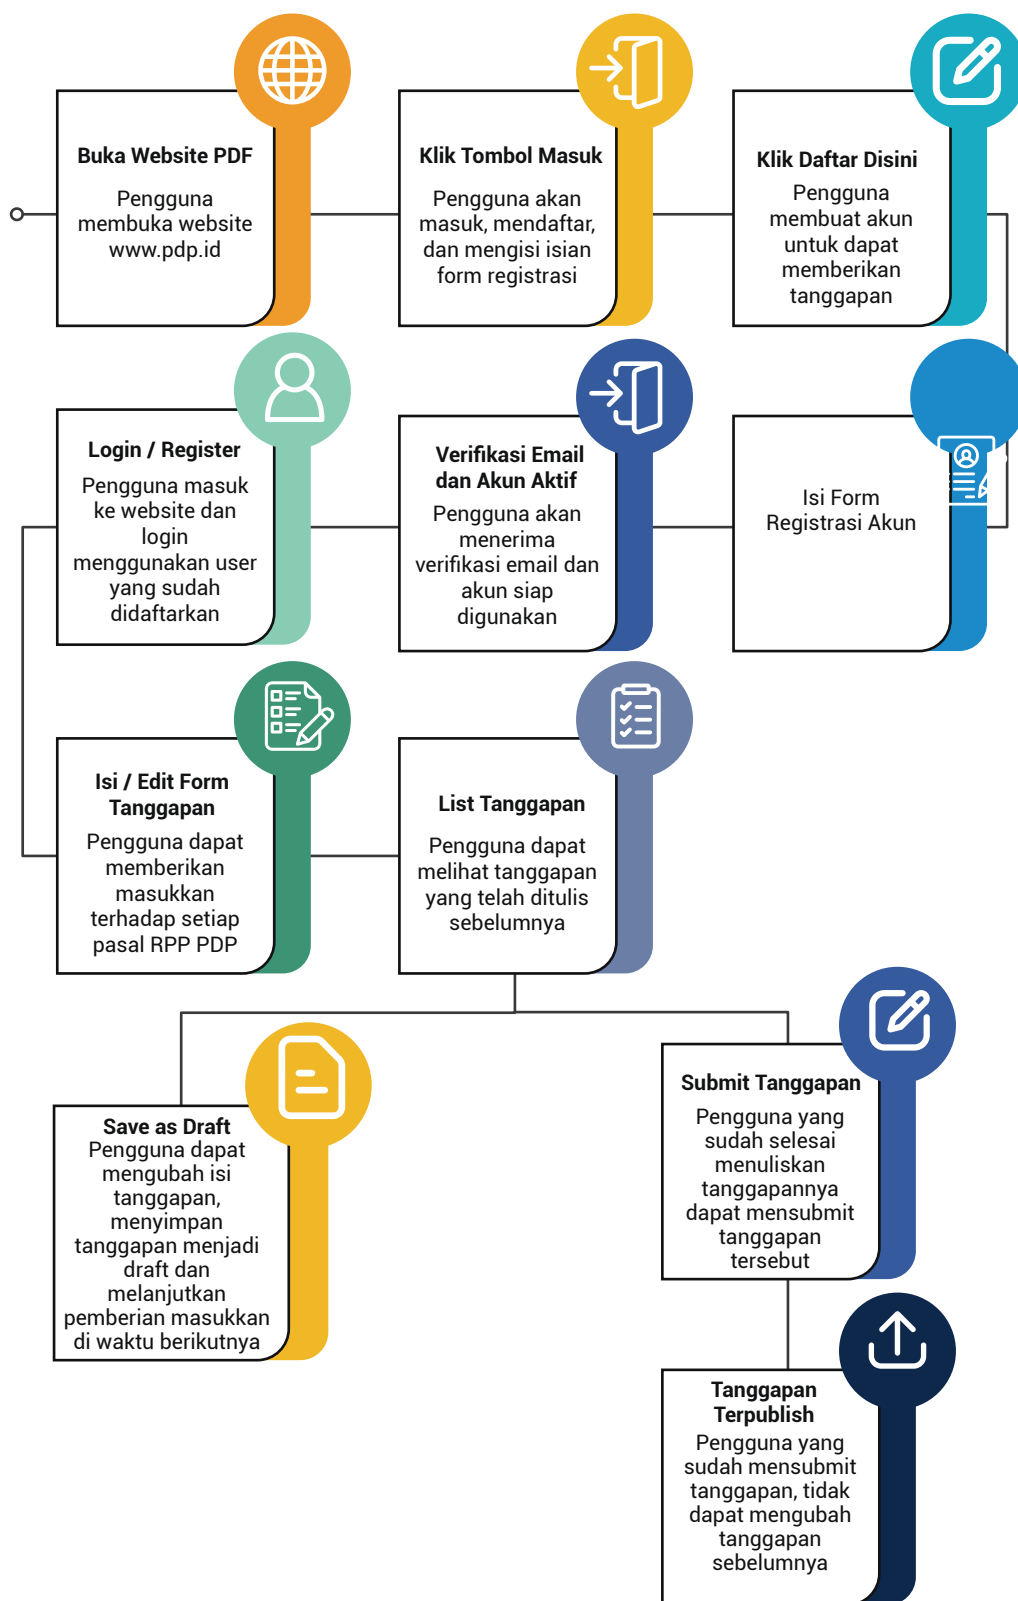 Buka Website PDF
Pengguna
membuka website
www.pdp.id
Klik Tombol Masuk
Pengguna akan
masuk, mendaftar,
dan mengisi isian
form registrasi
Klik Daftar Disini
Pengguna
membuat akun
untuk dapat
memberikan
tanggapan
Isi Form
Registrasi Akun
Verifikasi Email
dan Akun Aktif
Pengguna akan
menerima
verifikasi email dan
akun siap
digunakan
Login / Register
Pengguna masuk
ke website dan
login
menggunakan user
yang sudah
didaftarkan
Isi / Edit Form
Tanggapan
Pengguna dapat
memberikan
masukkan
terhadap setiap
pasal RPP PDP
List Tanggapan
Pengguna dapat
melihat tanggapan
yang telah ditulis
sebelumnya
Save as Draft
Pengguna dapat
mengubah isi
tanggapan,
menyimpan
tanggapan menjadi
draft dan
melanjutkan
pemberian masukkan
di waktu berikutnya
Submit Tanggapan
Pengguna yang
sudah selesai
menuliskan
tanggapannya
dapat mensubmit
tanggapan
tersebut
Tanggapan
Terpublish
Pengguna yang
sudah mensubmit
tanggapan, tidak
dapat mengubah
tanggapan
sebelumnya